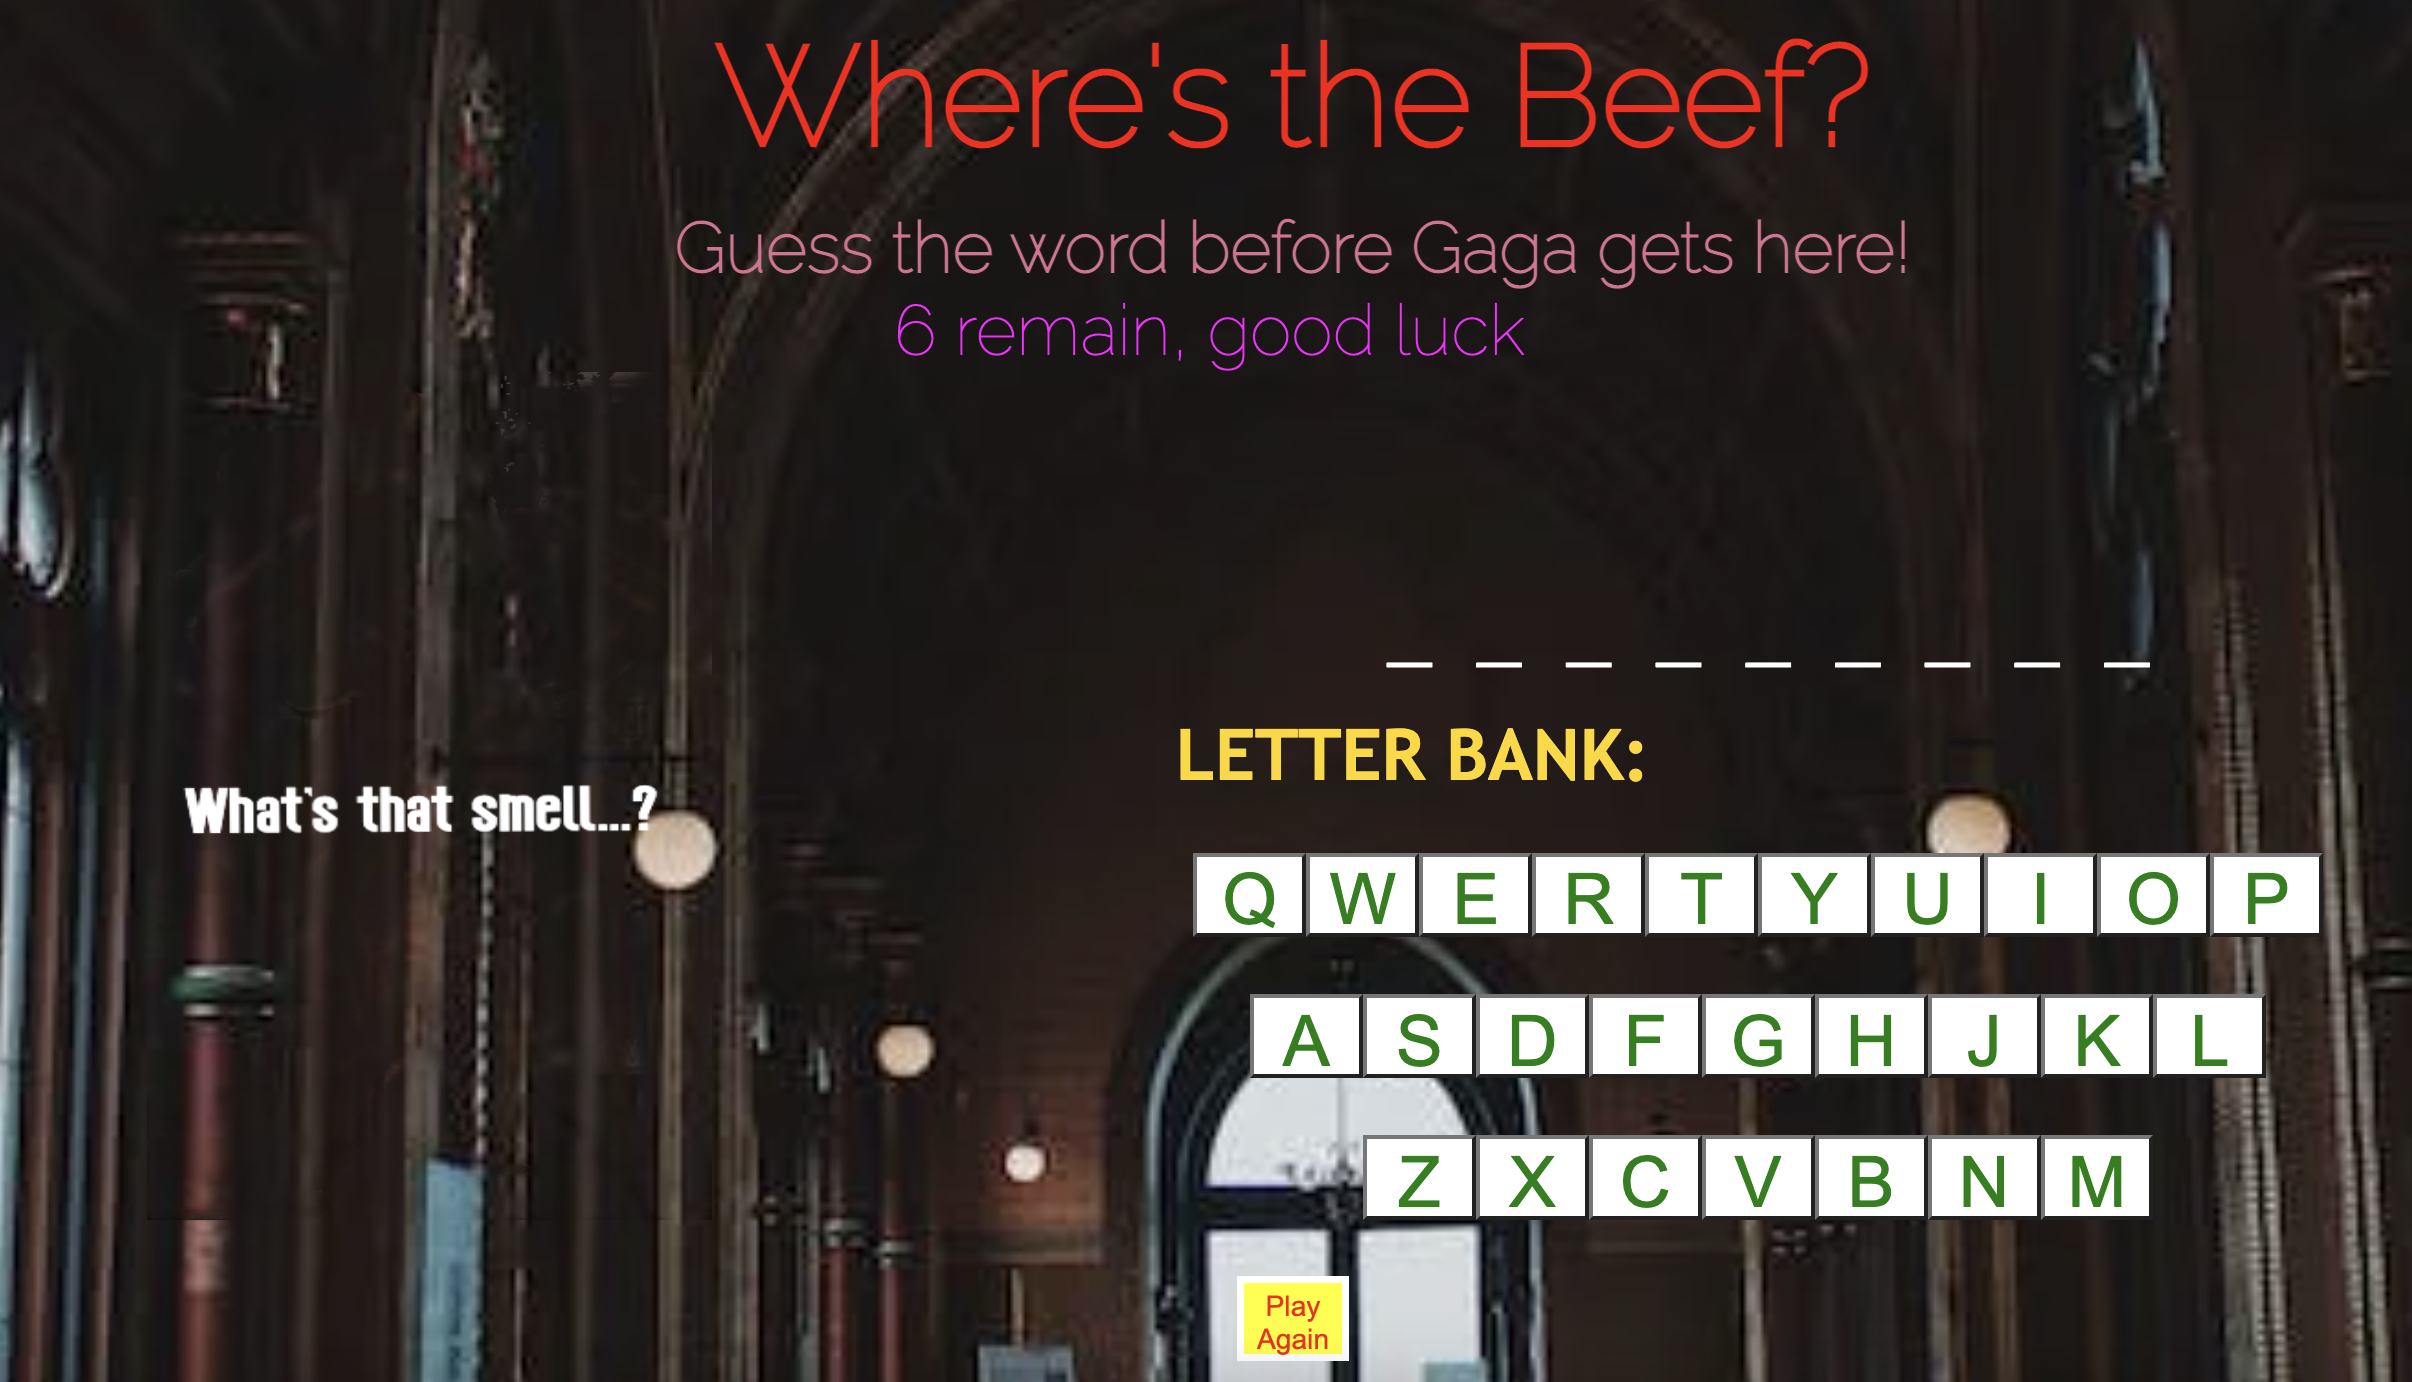 Where's the Beef?
Guess the word before Gaga gets here!
6 remain, good luck
_ _ _ _ _ _ _ _ _
LETTER BANK:
What's that smell...?
Q W E R T Y U I O P
A S D F G H J K L
Z X C V B N M
Play
Again